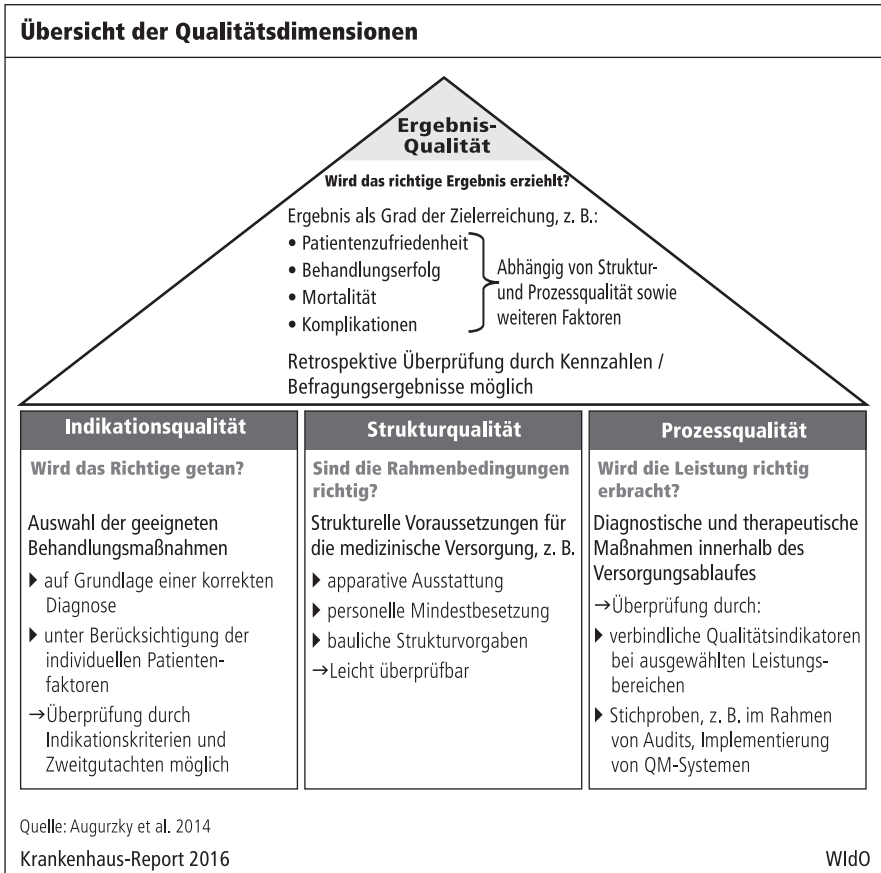 Übersicht der Qualitätsdimensionen
Ergebnis-
Qualität
Wird das richtige Ergebnis erziehlt?
Ergebnis als Grad der Zielerreichung, z. B.:
• Patientenzufriedenheit
• Behandlungserfolg
• Mortalität
• Komplikationen
Abhängig von Struktur-
und Prozessqualität sowie
weiteren Faktoren
Retrospektive Überprüfung durch Kennzahlen /
Befragungsergebnisse möglich
Indikationsqualität
Wird das Richtige getan?
Auswahl der geeigneten
Behandlungsmaßnahmen
▶ auf Grundlage einer korrekten
Diagnose
▶ unter Berücksichtigung der
individuellen Patienten-
faktoren
→Überprüfung durch
Indikationskriterien und
Zweitgutachten möglich
Strukturqualität
Sind die Rahmenbedingungen
richtig?
Strukturelle Voraussetzungen für
die medizinische Versorgung, z. B.
▶ apparative Ausstattung
▶ personelle Mindestbesetzung
▶ bauliche Strukturvorgaben
→Leicht überprüfbar
Prozessqualität
Wird die Leistung richtig
erbracht?
Diagnostische und therapeutische
Maßnahmen innerhalb des
Versorgungsablaufes
→Überprüfung durch:
▶ verbindliche Qualitätsindikatoren
bei ausgewählten Leistungs-
bereichen
▶ Stichproben, z. B. im Rahmen
von Audits, Implementierung
von QM-Systemen
Quelle: Augurzky et al. 2014
Krankenhaus-Report 2016
WIdO